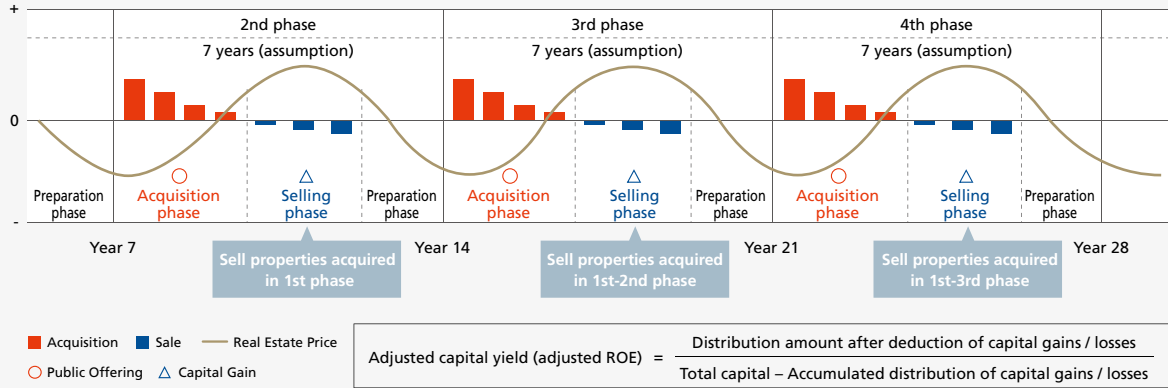 +
2nd phase
3rd phase
4th phase
7 years (assumption)
7 years (assumption)
7 years (assumption)
0
Preparation
phase
Acquisition
phase
Selling
phase
Preparation
phase
Acquisition
phase
Selling
phase
Preparation
phase
Acquisition
phase
Selling
phase
Preparation
phase
-
Year 7
Year 14
Year 21
Year 28
Sell properties acquired
in 1st phase
Sell properties acquired
in 1st-2nd phase
Sell properties acquired
in 1st-3rd phase
Acquisition
Sale
Real Estate Price
Public Offering
Capital Gain
Adjusted capital yield (adjusted ROE) =
Distribution amount after deduction of capital gains / losses
Total capital – Accumulated distribution of capital gains / losses